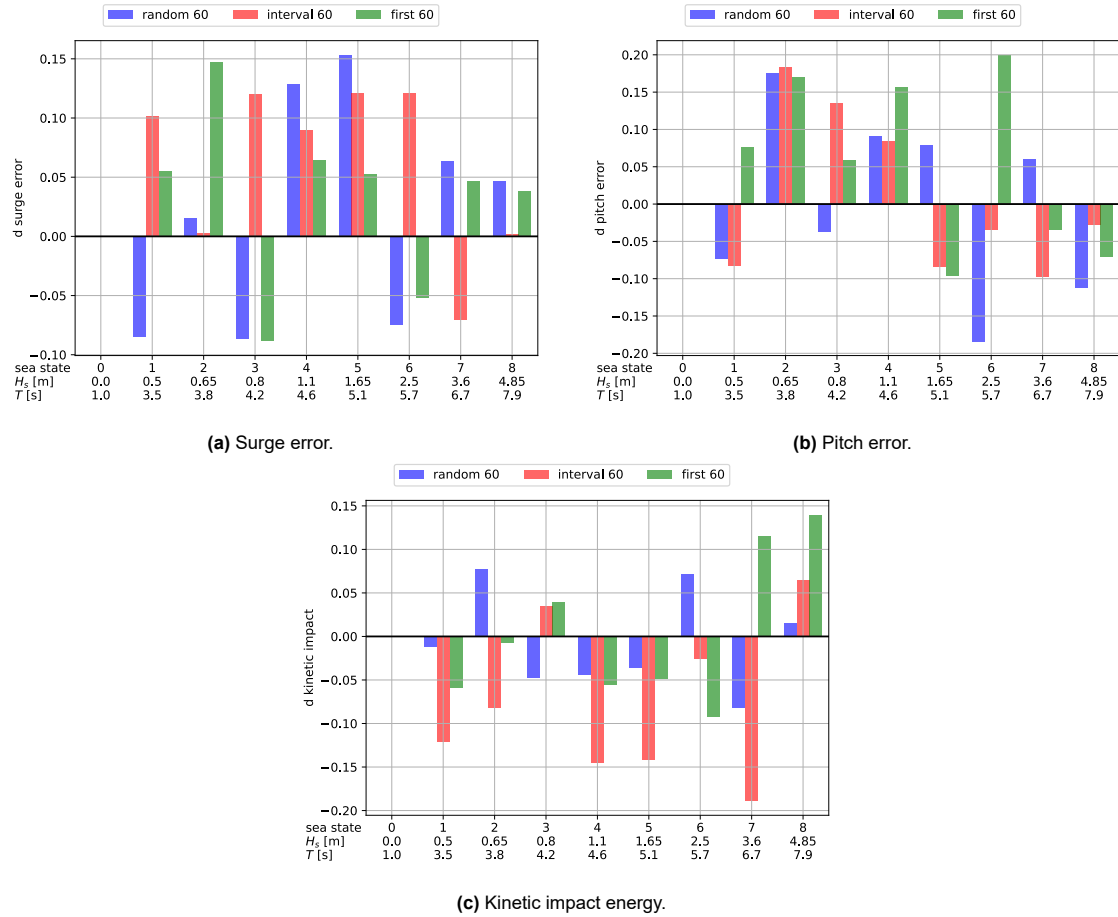 random 60 interval 60 first 60
0.15
0.10
0.05
0.00
−0.05
−0.10
d surge error
sea state 0 1 2 3 4 5 6 7 8
H_s [m] 0.0 0.5 0.65 0.8 1.1 1.65 2.5 3.6 4.85
T [s] 1.0 3.5 3.8 4.2 4.6 5.1 5.7 6.7 7.9
(a) Surge error.
random 60 interval 60 first 60
0.20
0.15
0.10
0.05
0.00
−0.05
−0.10
−0.15
−0.20
d pitch error
sea state 0 1 2 3 4 5 6 7 8
H_s [m] 0.0 0.5 0.65 0.8 1.1 1.65 2.5 3.6 4.85
T [s] 1.0 3.5 3.8 4.2 4.6 5.1 5.7 6.7 7.9
(b) Pitch error.
random 60 interval 60 first 60
0.15
0.10
0.05
0.00
−0.05
−0.10
−0.15
−0.20
d kinetic impact
sea state 0 1 2 3 4 5 6 7 8
H_s [m] 0.0 0.5 0.65 0.8 1.1 1.65 2.5 3.6 4.85
T [s] 1.0 3.5 3.8 4.2 4.6 5.1 5.7 6.7 7.9
(c) Kinetic impact energy.